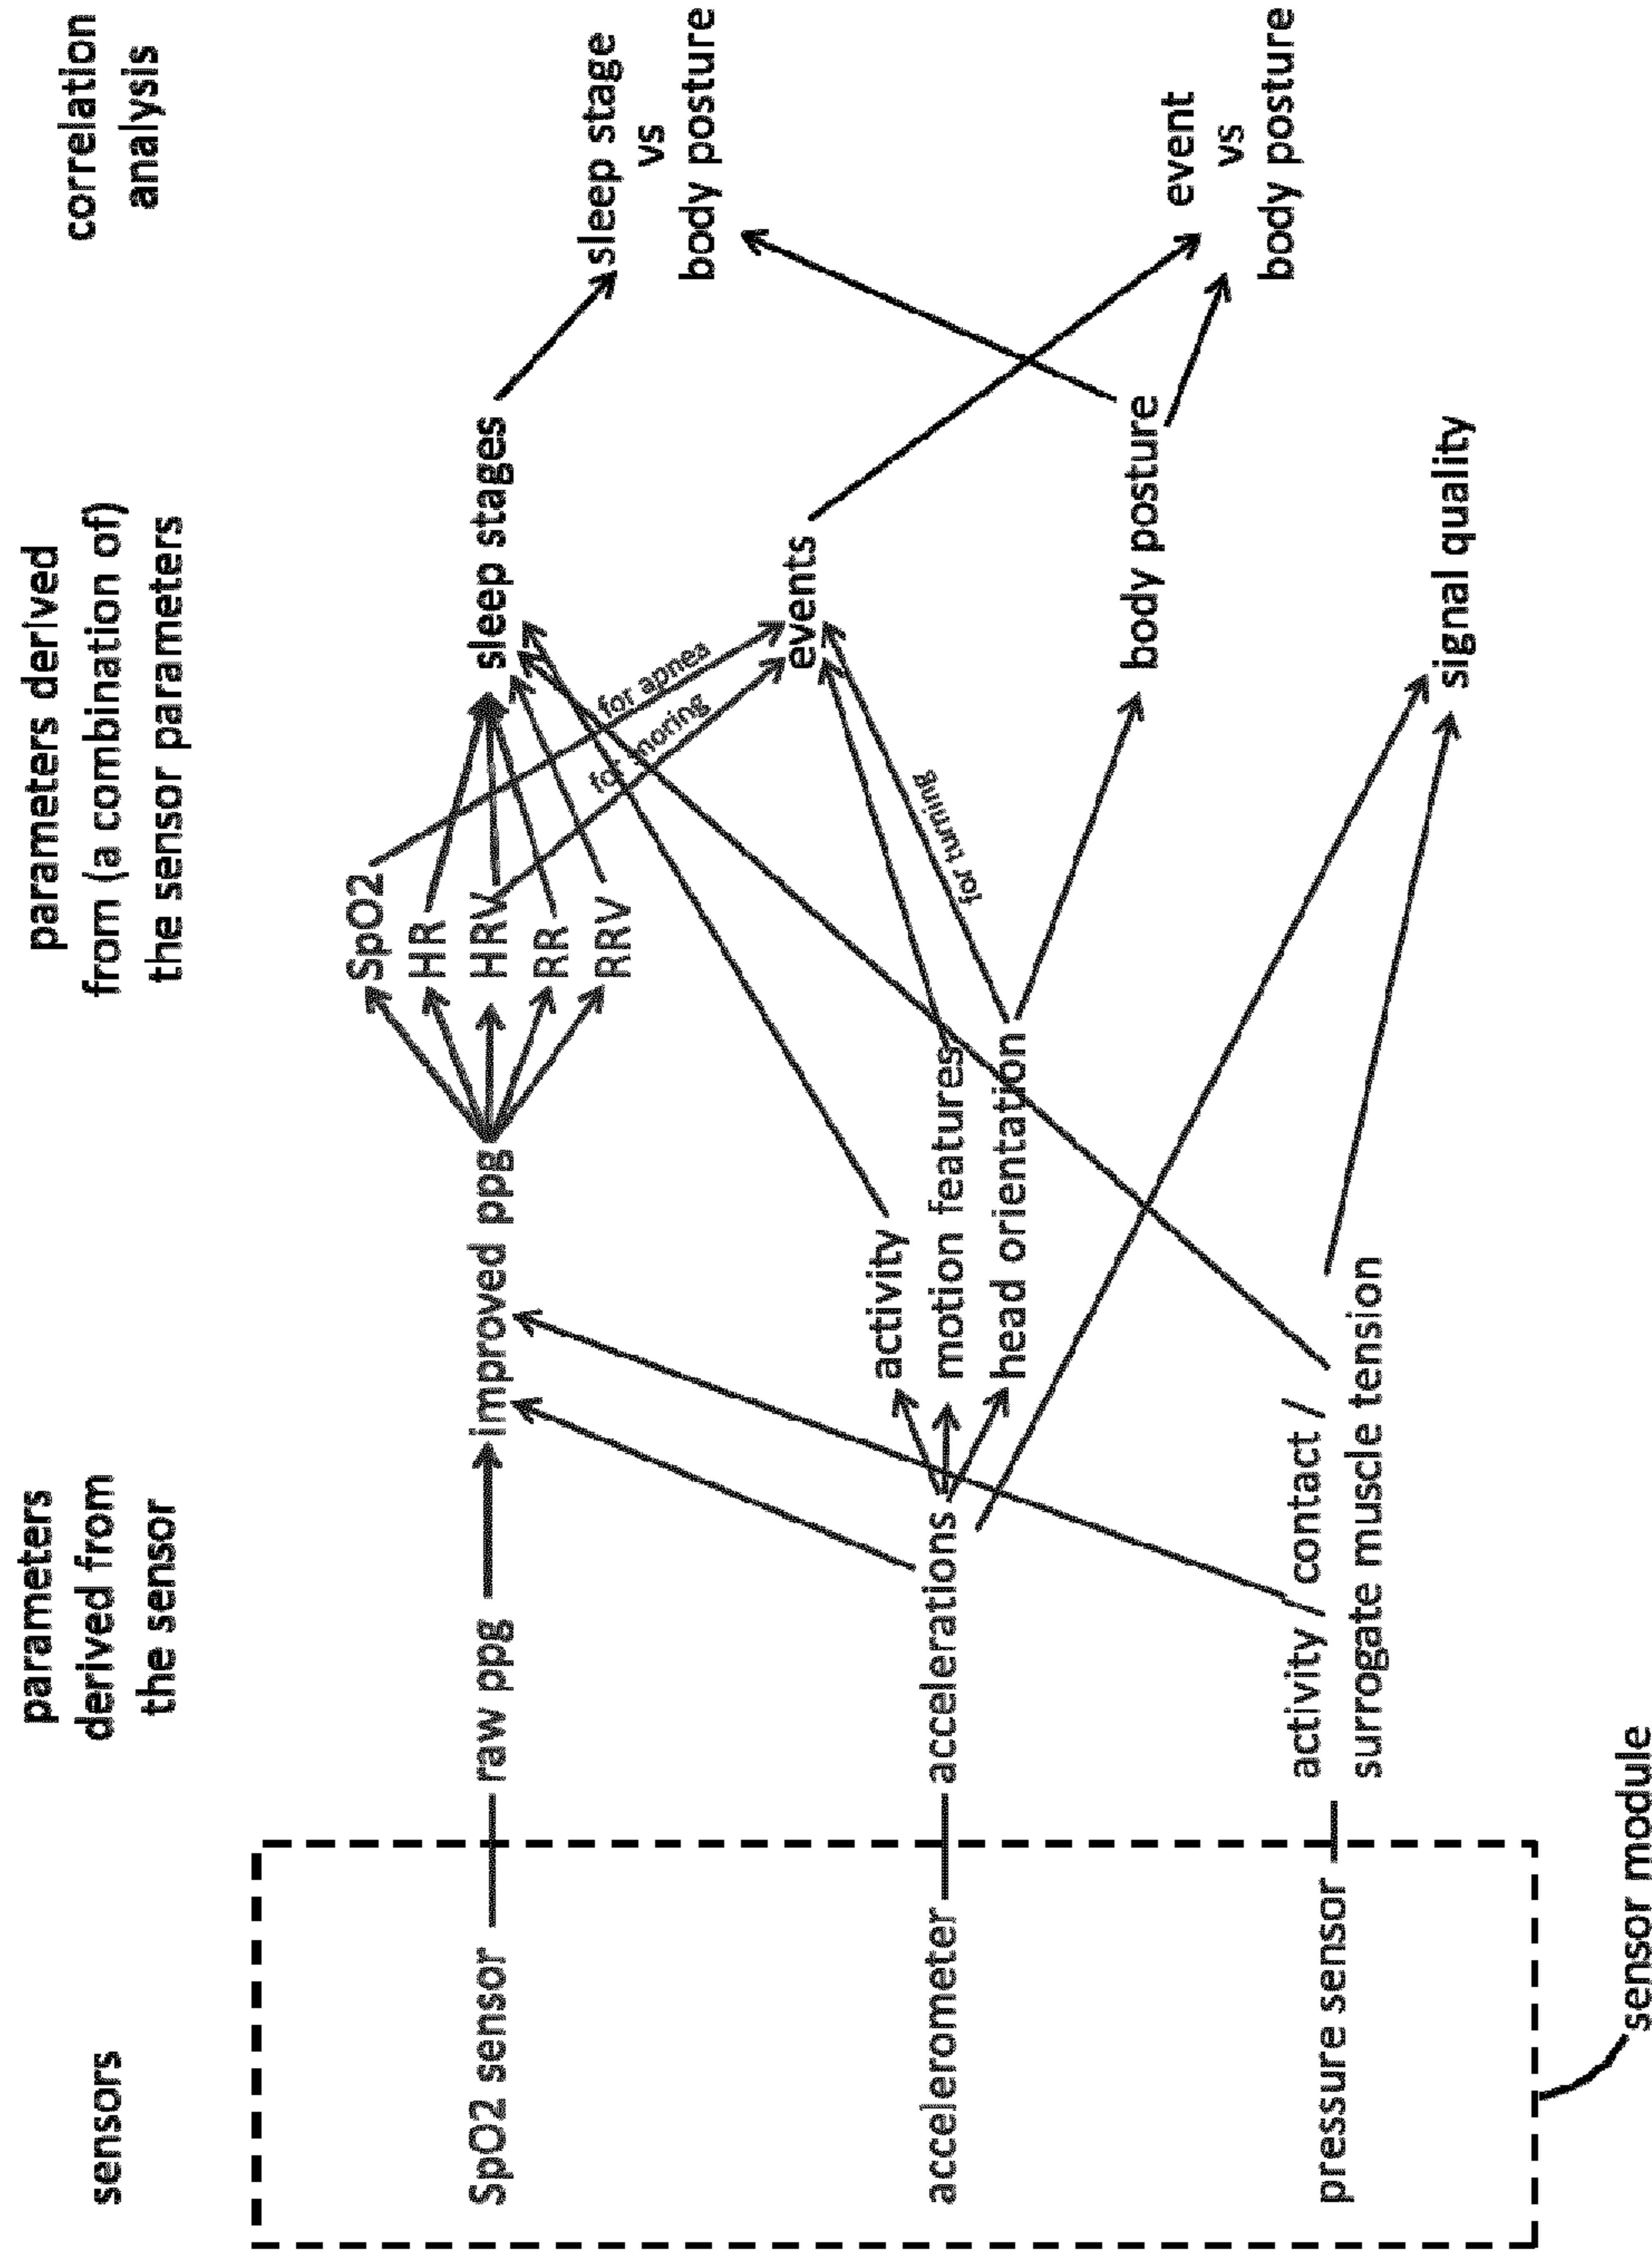 sensors
parameters
derived from
the sensor
parameters derived
from (a combination of)
the sensor parameters
correlation
analysis
SpO2 sensor
raw ppg
improved ppg
SpO2
HR
HRV
RR
RRV
sleep stages
sleep stage
vs
body posture
for apnea
for snoring
events
for turning
accelerometer
accelerations
activity
motion features
head orientation
body posture
event
vs
body posture
pressure sensor
activity / contact /
surrogate muscle tension
signal quality
sensor module